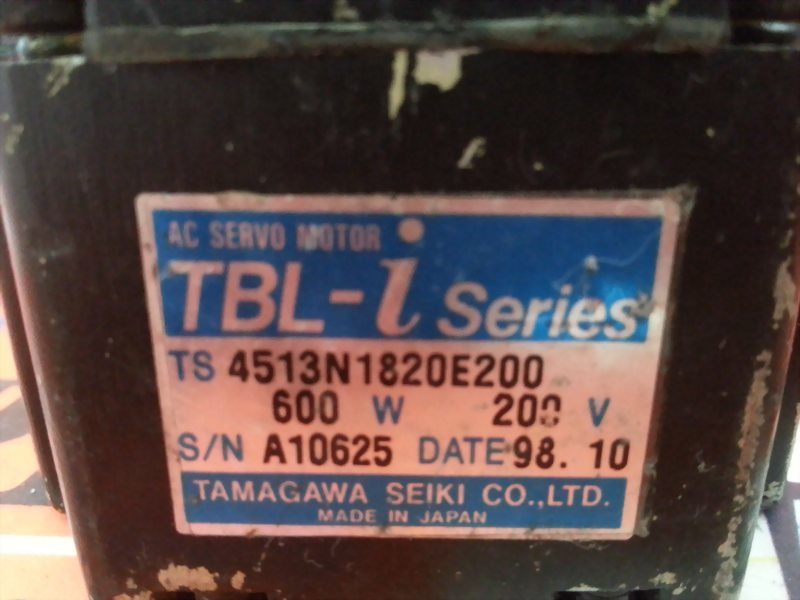 AC SERVO MOTOR
TBL-i Series
TS 4513N1820E200
600 W 200 V
S/N A10625 DATE 98. 10
TAMAGAWA SEIKI CO.,LTD.
MADE IN JAPAN